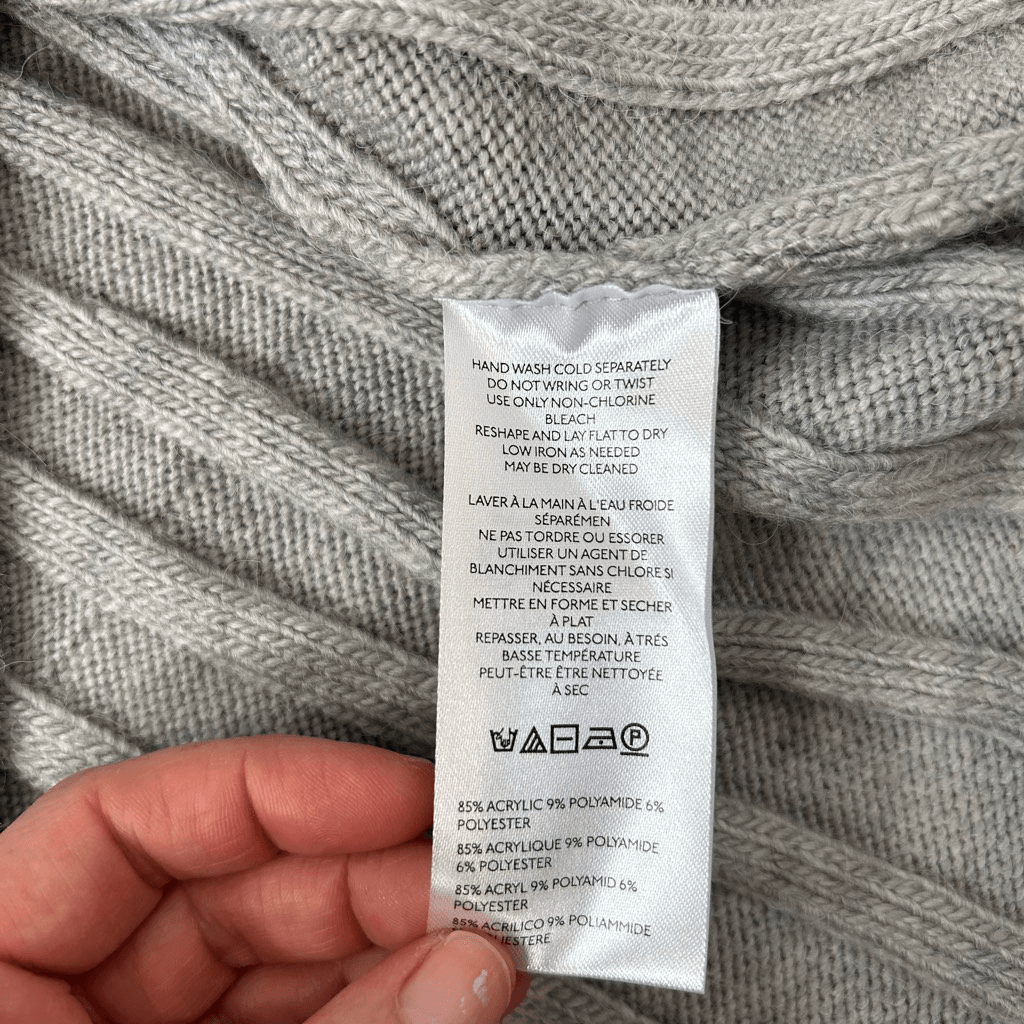 HAND WASH COLD SEPARATELY
DO NOT WRING OR TWIST
USE ONLY NON-CHLORINE
BLEACH
RESHAPE AND LAY FLAT TO DRY
LOW IRON AS NEEDED
MAY BE DRY CLEANED
LAVER À LA MAIN À L'EAU FROIDE
SÉPARÉMEN
NE PAS TORDRE OU ESSORER
UTILISER UN AGENT DE
BLANCHIMENT SANS CHLORE SI
NÉCESSAIRE
METTRE EN FORME ET SECHER
À PLAT
REPASSER, AU BESOIN, À TRÉS
BASSE TEMPÉRATURE
PEUT-ÊTRE ÊTRE NETTOYÉE
À SEC
P
85% ACRYLIC 9% POLYAMIDE 6%
POLYESTER
85% ACRYLIQUE 9% POLYAMIDE
6% POLYESTER
85% ACRYL 9% POLYAMID 6%
POLYESTER
85% ACRILICO 9% POLIAMMIDE